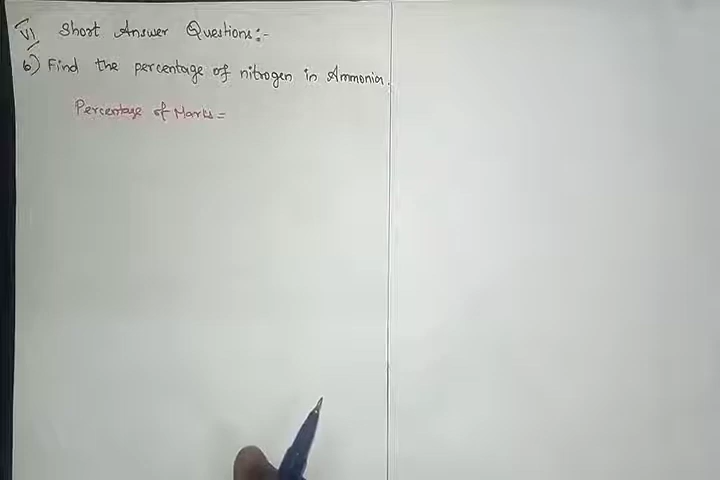 VI Short Answer Questions:-
6) Find the percentage of nitrogen in Ammonia.
Percentage of Marks =